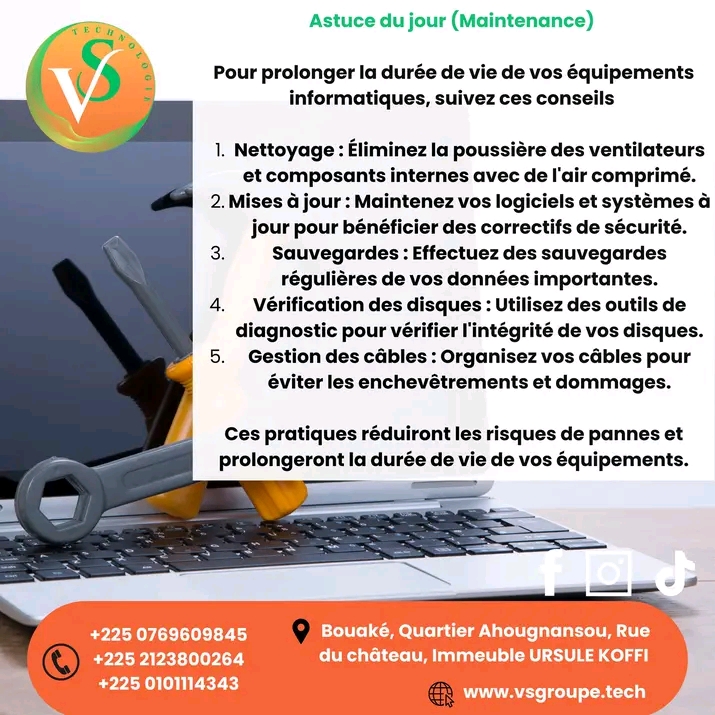 TECHNOLOGIE
VS
Astuce du jour (Maintenance)
Pour prolonger la durée de vie de vos équipements
informatiques, suivez ces conseils
1. Nettoyage : Éliminez la poussière des ventilateurs
et composants internes avec de l'air comprimé.
2. Mises à jour : Maintenez vos logiciels et systèmes à
jour pour bénéficier des correctifs de sécurité.
3. Sauvegardes : Effectuez des sauvegardes
régulières de vos données importantes.
4. Vérification des disques : Utilisez des outils de
diagnostic pour vérifier l'intégrité de vos disques.
5. Gestion des câbles : Organisez vos câbles pour
éviter les enchevêtrements et dommages.
Ces pratiques réduiront les risques de pannes et
prolongeront la durée de vie de vos équipements.
+225 0769609845
+225 2123800264
+225 0101114343
Bouaké, Quartier Ahougnansou, Rue
du château, Immeuble URSULE KOFFI
www.vsgroupe.tech